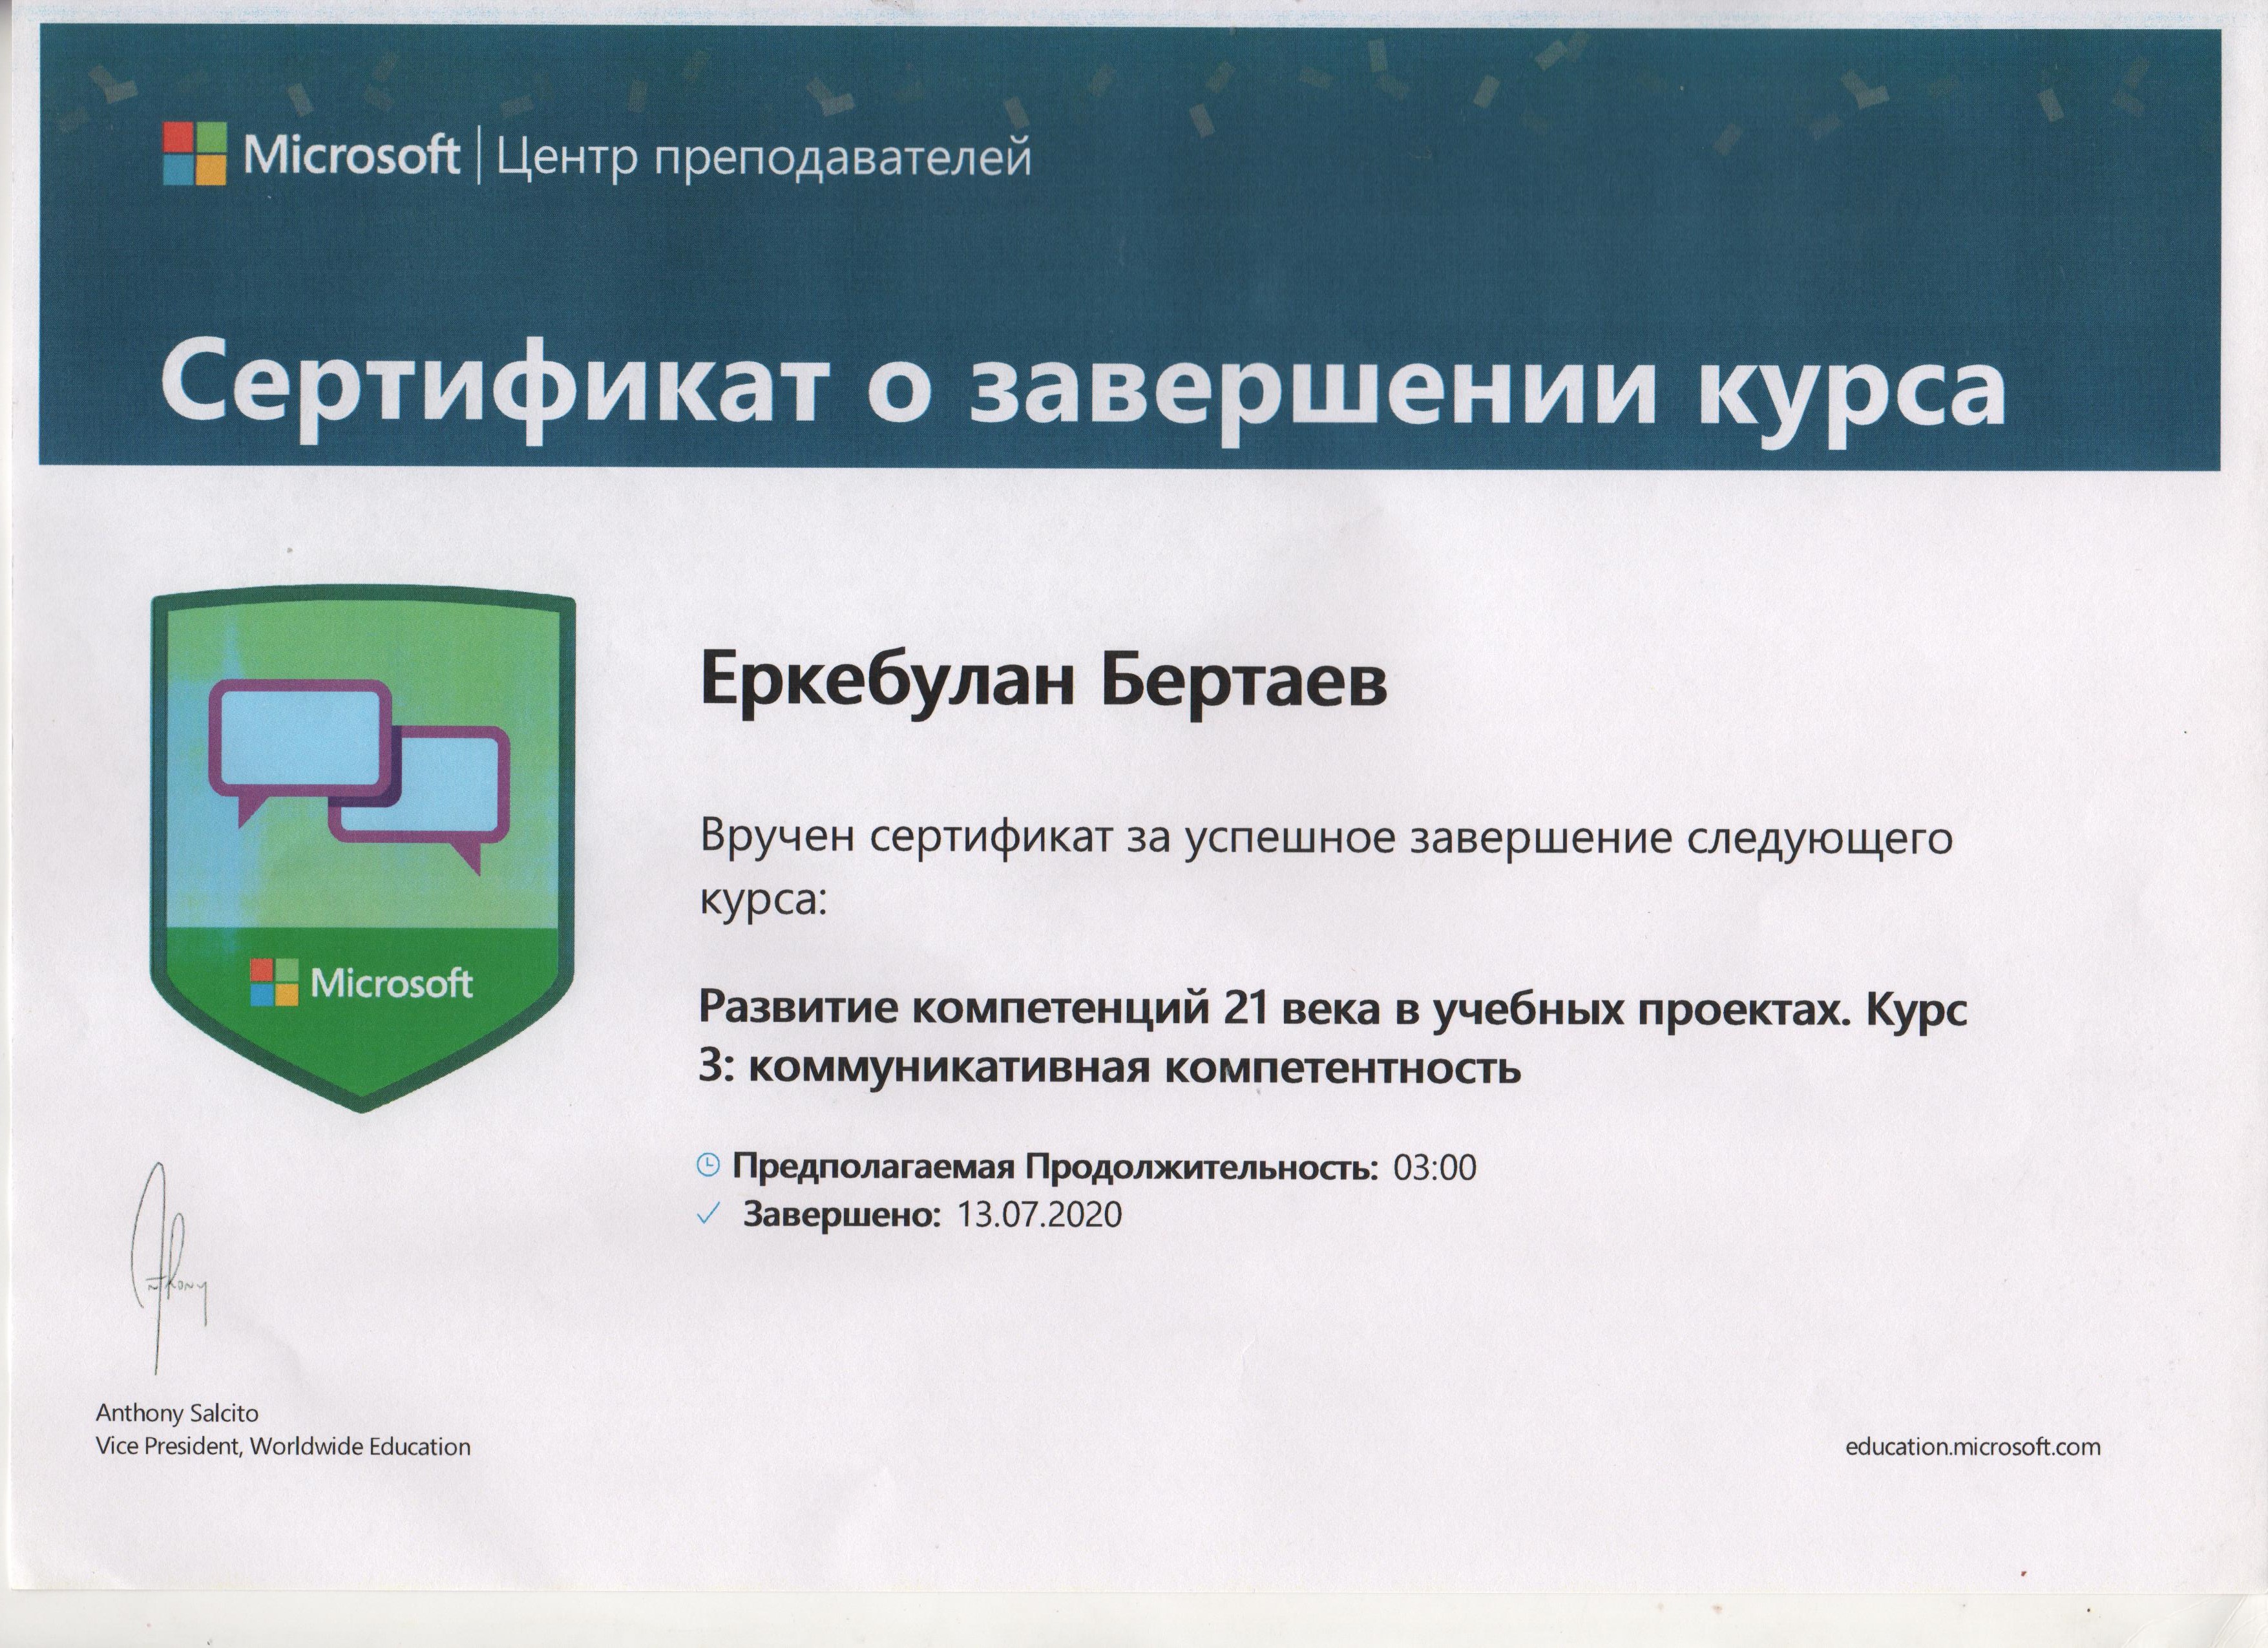 Microsoft | Центр преподавателей
Сертификат о завершении курса
Еркебулан Бертаев
Вручен сертификат за успешное завершение следующего
курса:
Развитие компетенций 21 века в учебных проектах. Курс
3: коммуникативная компетентность
Microsoft
Предполагаемая Продолжительность: 03:00
Завершено: 13.07.2020
Anthony
Anthony Salcito
Vice President, Worldwide Education
education.microsoft.com